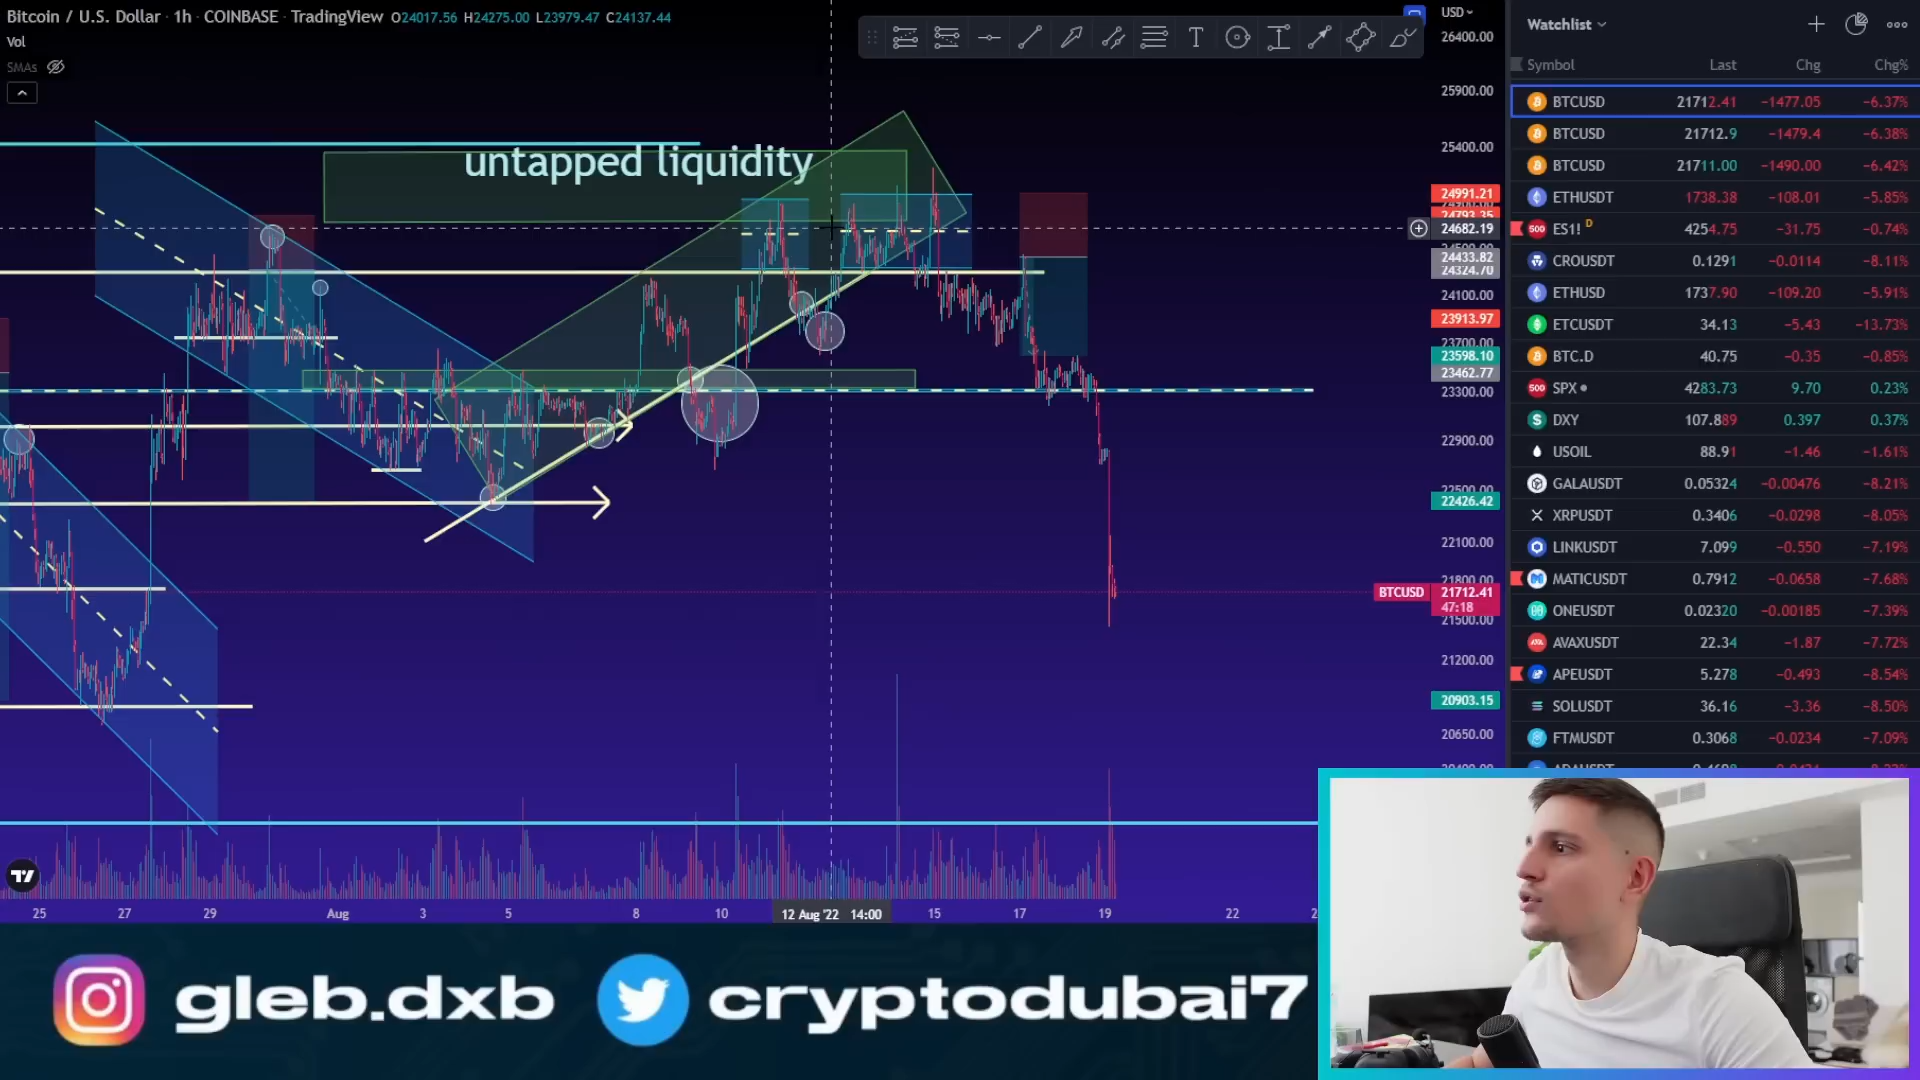 Bitcoin / U.S. Dollar · 1h · COINBASE · TradingView O24017.56 H24275.00 L23979.47 C24137.44
Vol
SMAs
untapped liquidity
USD
26400.00
25900.00
25400.00
24991.21
24793.35
24682.19
24433.82
24324.70
24100.00
23913.97
23700.00
23598.10
23462.77
23300.00
22900.00
22500.00
22426.42
22100.00
21800.00
BTCUSD 21712.41
47:18
21500.00
21200.00
20903.15
20650.00
25 27 29 Aug 3 5 8 10 12 Aug '22 14:00 15 17 19 22
Watchlist
Symbol Last Chg Chg%
BTCUSD 21712.41 −1477.05 −6.37%
BTCUSD 21712.9 −1479.4 −6.38%
BTCUSD 21711.00 −1490.00 −6.42%
ETHUSDT 1738.38 −108.01 −5.85%
500 ES1! D 4254.75 −31.75 −0.74%
CROUSDT 0.1291 −0.0114 −8.11%
ETHUSD 1737.90 −109.20 −5.91%
ETCUSDT 34.13 −5.43 −13.73%
BTC.D 40.75 −0.35 −0.85%
500 SPX 4283.73 9.70 0.23%
DXY 107.889 0.397 0.37%
USOIL 88.91 −1.46 −1.61%
GALAUSDT 0.05324 −0.00476 −8.21%
XRPUSDT 0.3406 −0.0298 −8.05%
LINKUSDT 7.099 −0.550 −7.19%
MATICUSDT 0.7912 −0.0658 −7.68%
ONEUSDT 0.02320 −0.00185 −7.39%
AVAXUSDT 22.34 −1.87 −7.72%
APEUSDT 5.278 −0.493 −8.54%
SOLUSDT 36.16 −3.36 −8.50%
FTMUSDT 0.3068 −0.0234 −7.09%
gleb.dxb cryptodubai7